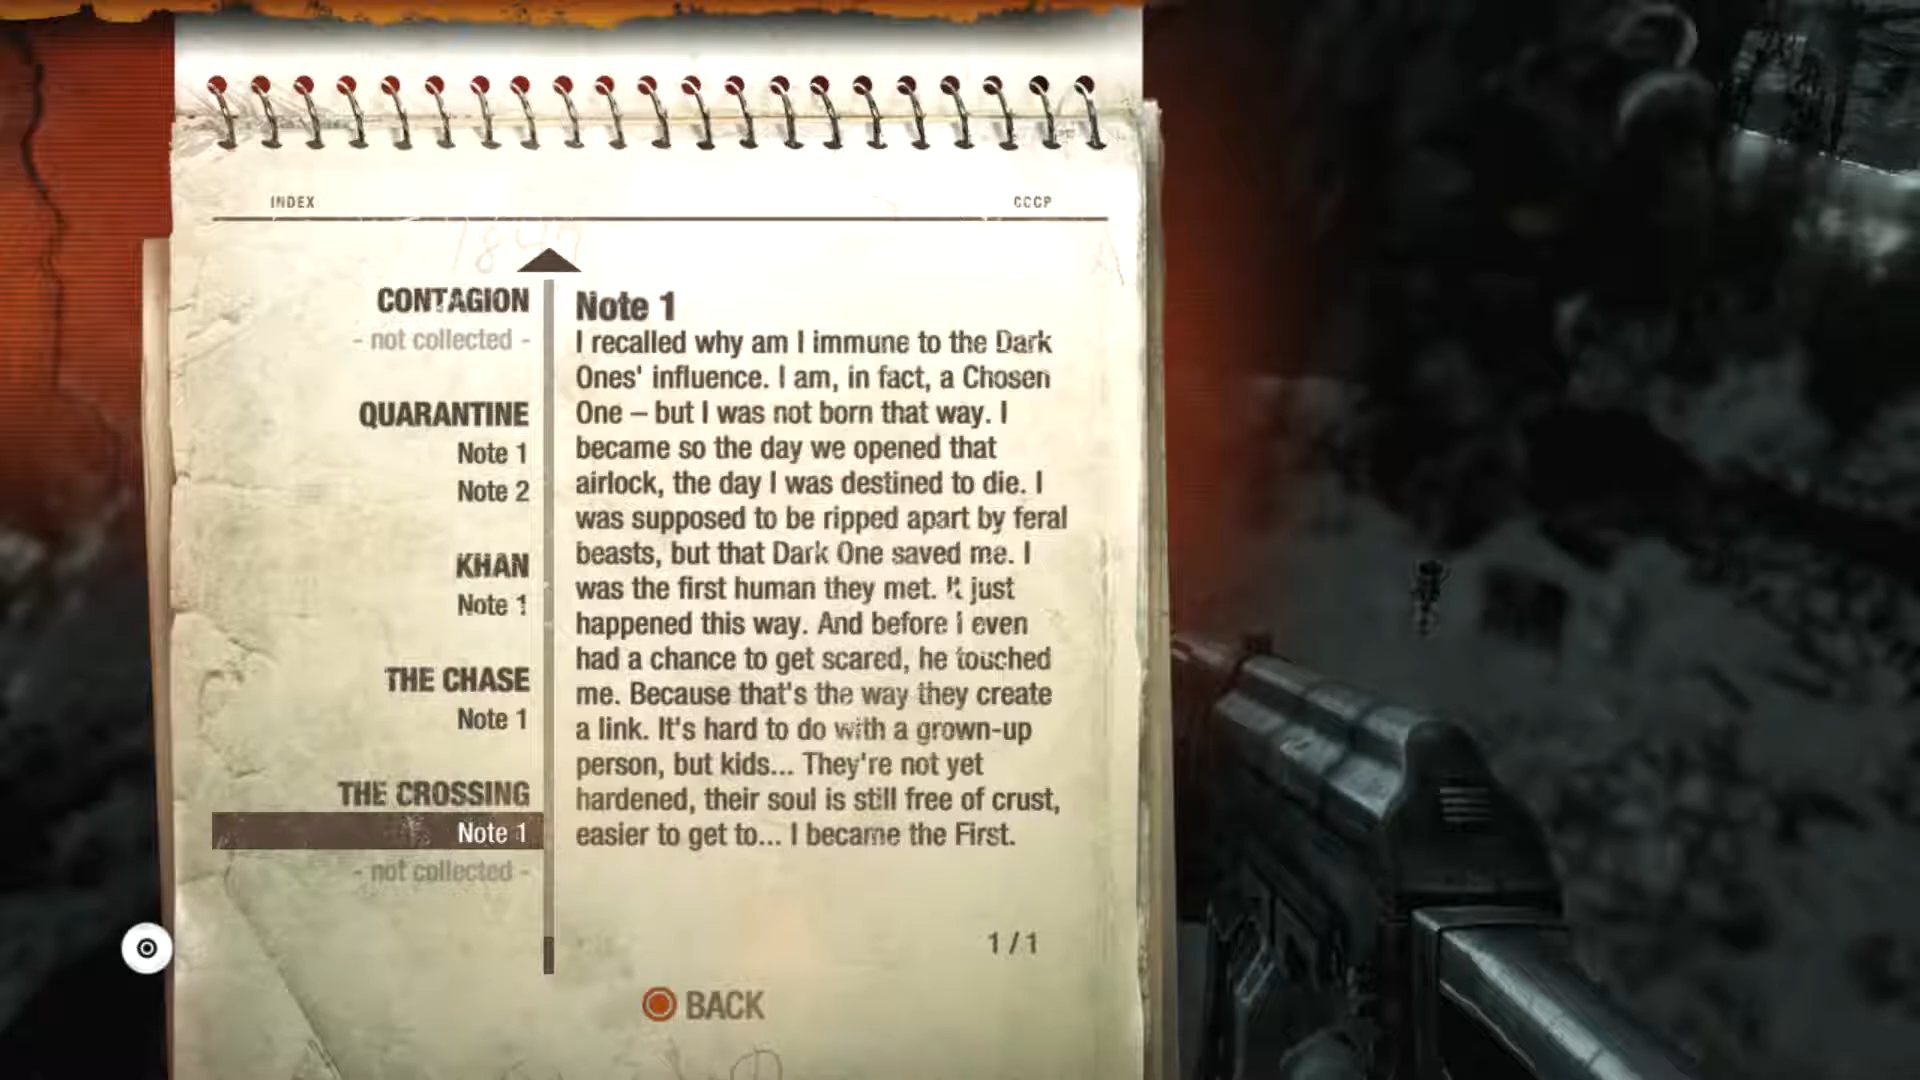 INDEX
CCCP
CONTAGION
- not collected -
QUARANTINE
Note 1
Note 2
KHAN
Note 1
THE CHASE
Note 1
THE CROSSING
Note 1
- not collected -
Note 1
I recalled why am I immune to the Dark
Ones' influence. I am, in fact, a Chosen
One – but I was not born that way. I
became so the day we opened that
airlock, the day I was destined to die. I
was supposed to be ripped apart by feral
beasts, but that Dark One saved me. I
was the first human they met. It just
happened this way. And before I even
had a chance to get scared, he touched
me. Because that's the way they create
a link. It's hard to do with a grown-up
person, but kids... They're not yet
hardened, their soul is still free of crust,
easier to get to... I became the First.
1 / 1
BACK